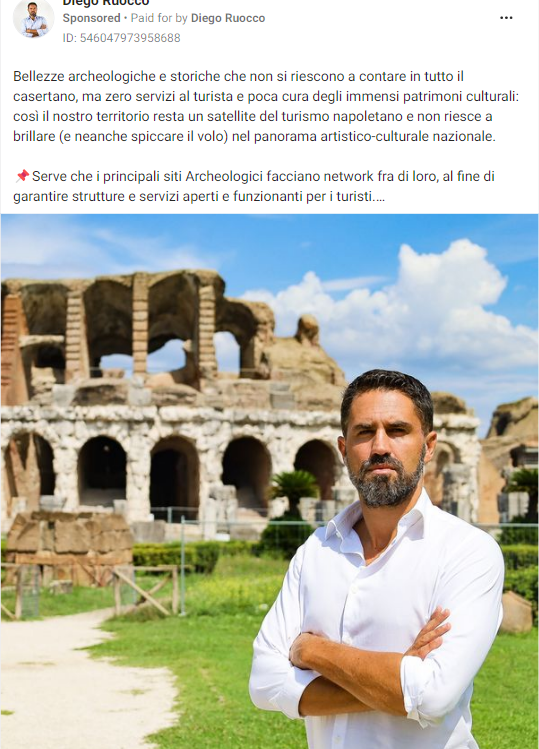 Diego Ruocco
Sponsored • Paid for by Diego Ruocco
ID: 546047973958688
Bellezze archeologiche e storiche che non si riescono a contare in tutto il
casertano, ma zero servizi al turista e poca cura degli immensi patrimoni culturali:
così il nostro territorio resta un satellite del turismo napoletano e non riesce a
brillare (e neanche spiccare il volo) nel panorama artistico-culturale nazionale.
📌Serve che i principali siti Archeologici facciano network fra di loro, al fine di
garantire strutture e servizi aperti e funzionanti per i turisti....